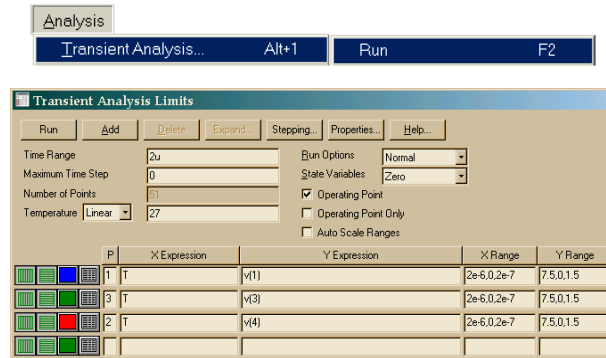 Analysis
Transient Analysis... Alt+1 Run F2
Transient Analysis Limits
Run Add Delete Expand... Stepping... Properties... Help...
Time Range 2u Run Options Normal
Maximum Time Step 0 State Variables Zero
Number of Points 51 Operating Point
Temperature Linear 27 Operating Point Only
Auto Scale Ranges
P X Expression Y Expression X Range Y Range
1 T v(1) 2e-6,0,2e-7 7.5,0,1.5
3 T v(3) 2e-6,0,2e-7 7.5,0,1.5
2 T v(4) 2e-6,0,2e-7 7.5,0,1.5